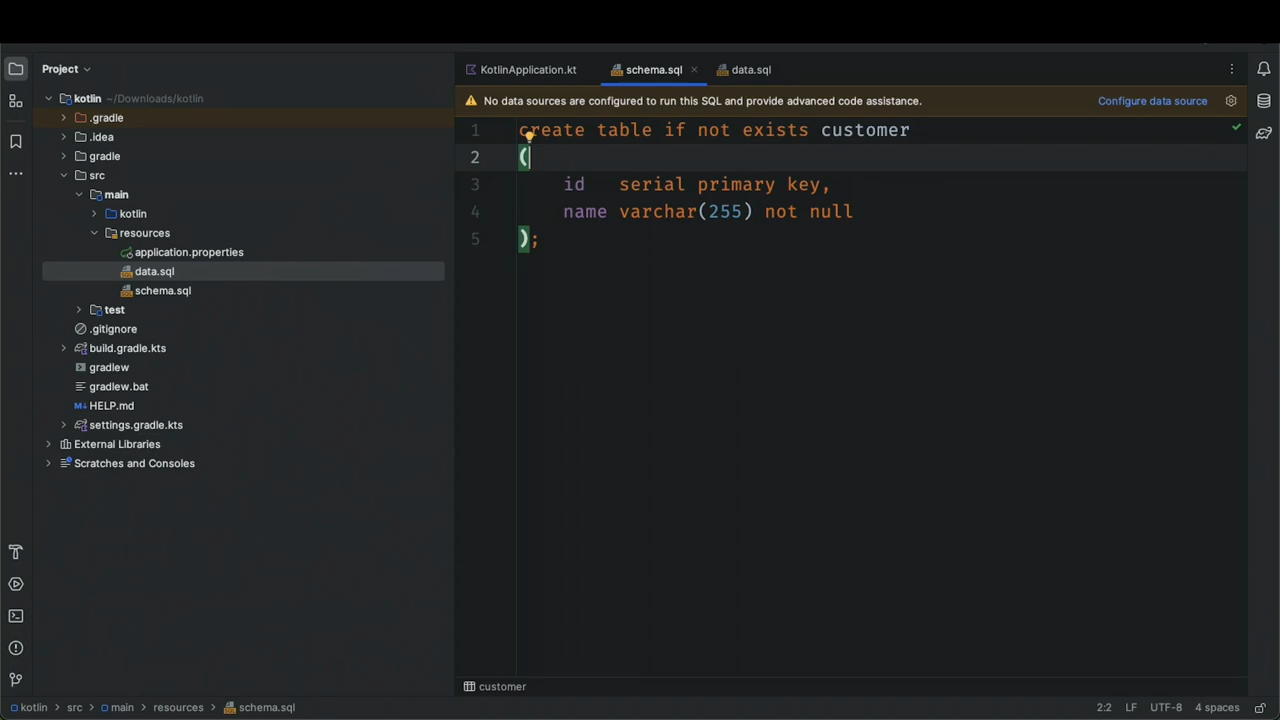 Project
kotlin ~/Downloads/kotlin
.gradle
.idea
gradle
src
main
kotlin
resources
application.properties
data.sql
schema.sql
test
.gitignore
build.gradle.kts
gradlew
gradlew.bat
M↓ HELP.md
settings.gradle.kts
External Libraries
Scratches and Consoles
KotlinApplication.kt schema.sql data.sql
No data sources are configured to run this SQL and provide advanced code assistance. Configure data source
1 create table if not exists customer
2 (
3 id serial primary key,
4 name varchar(255) not null
5 );
customer
kotlin > src > main > resources > schema.sql 2:2 LF UTF-8 4 spaces